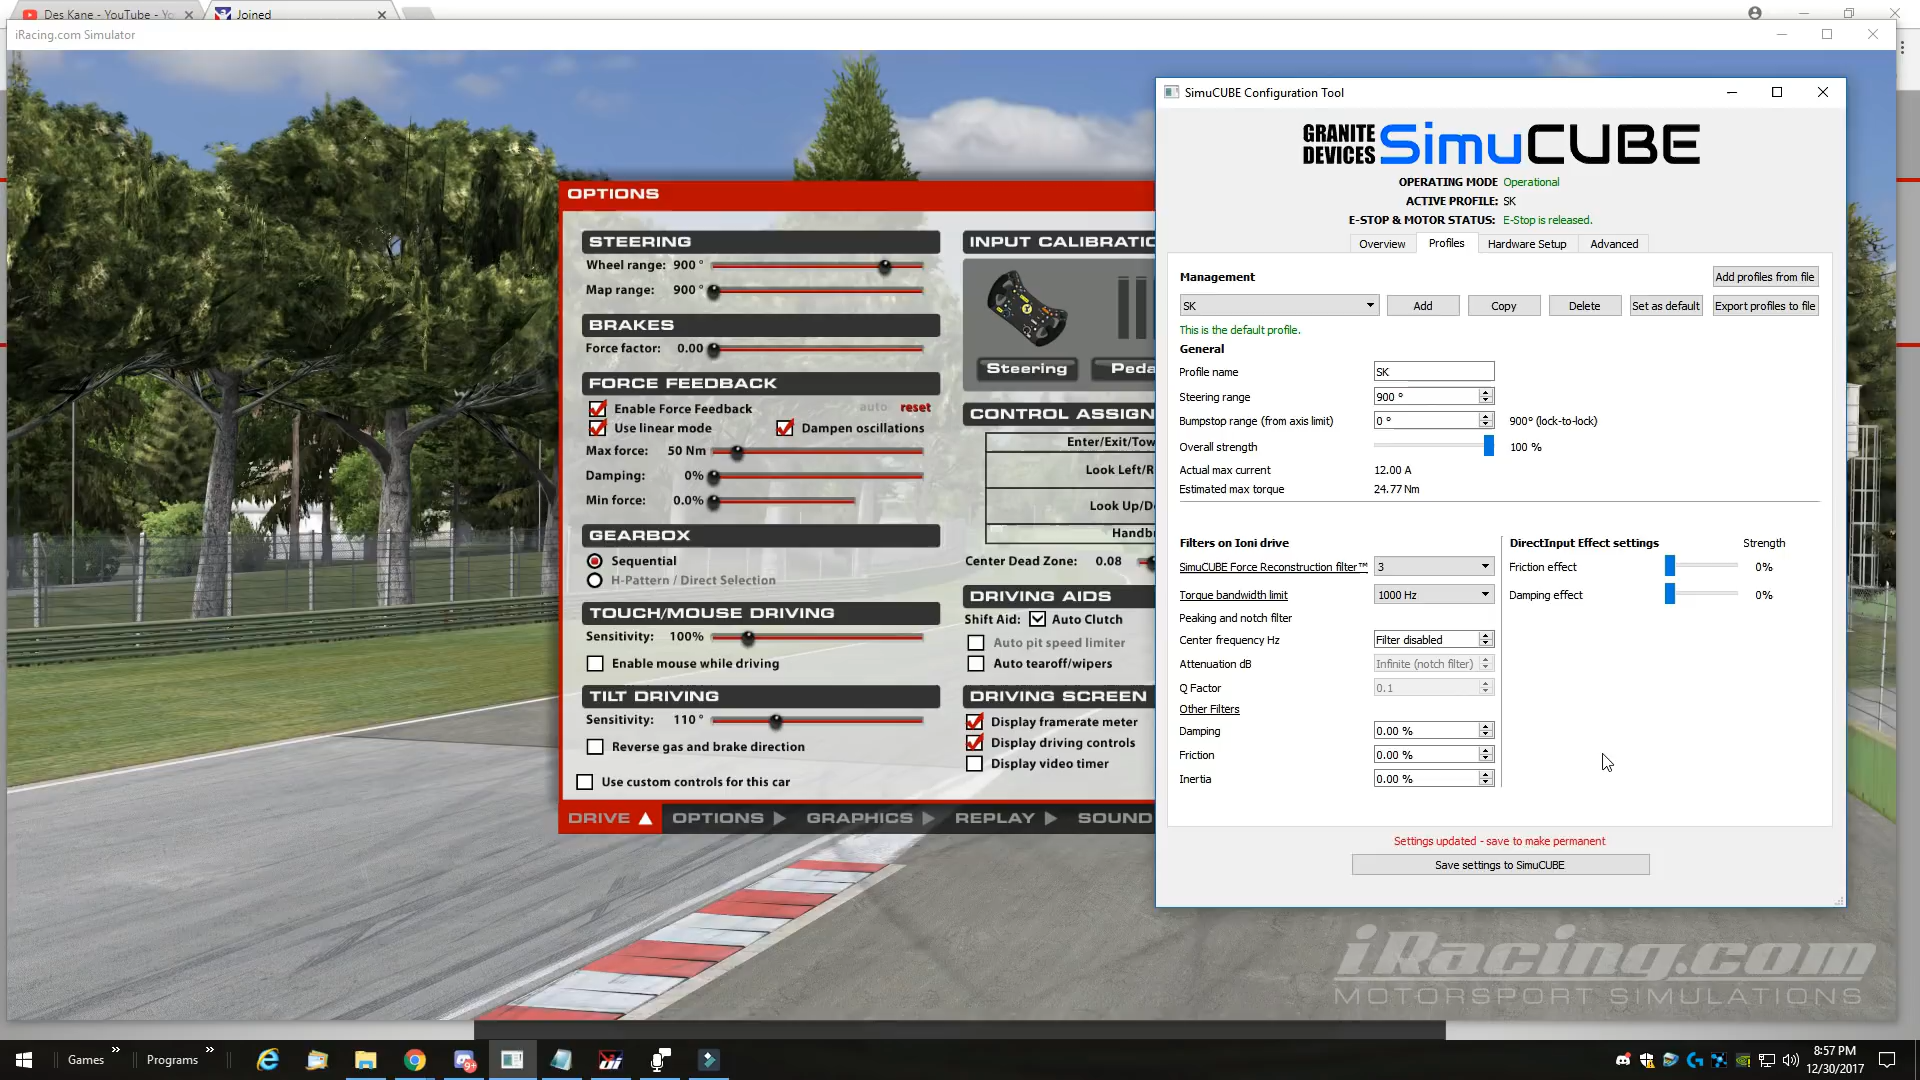 Des Kane - YouTube - Yo
Joined
iRacing.com Simulator
SimuCUBE Configuration Tool
GRANITE DEVICES SimuCUBE
OPERATING MODE Operational
ACTIVE PROFILE: SK
E-STOP & MOTOR STATUS: E-Stop is released.
Overview Profiles Hardware Setup Advanced
Management
Add profiles from file
SK Add Copy Delete Set as default Export profiles to file
This is the default profile.
General
Profile name SK
Steering range 900 °
Bumpstop range (from axis limit) 0 ° 900° (lock-to-lock)
Overall strength 100 %
Actual max current 12.00 A
Estimated max torque 24.77 Nm
Filters on Ioni drive
DirectInput Effect settings Strength
SimuCUBE Force Reconstruction filter™ 3
Friction effect 0%
Torque bandwidth limit 1000 Hz
Damping effect 0%
Peaking and notch filter
Center frequency Hz Filter disabled
Attenuation dB Infinite (notch filter)
Q Factor 0.1
Other Filters
Damping 0.00 %
Friction 0.00 %
Inertia 0.00 %
Settings updated - save to make permanent
Save settings to SimuCUBE
OPTIONS
STEERING
Wheel range: 900 °
Map range: 900 °
BRAKES
Force factor: 0.00
FORCE FEEDBACK
Enable Force Feedback auto reset
Use linear mode Dampen oscillations
Max force: 50 Nm
Damping: 0%
Min force: 0.0%
GEARBOX
Sequential
H-Pattern / Direct Selection
TOUCH/MOUSE DRIVING
Sensitivity: 100%
Enable mouse while driving
TILT DRIVING
Sensitivity: 110 °
Reverse gas and brake direction
Use custom controls for this car
INPUT CALIBRATIO
Steering Peda
CONTROL ASSIGN
Enter/Exit/Tow
Look Left/R
Look Up/D
Handb
Center Dead Zone: 0.08
DRIVING AIDS
Shift Aid: Auto Clutch
Auto pit speed limiter
Auto tearoff/wipers
DRIVING SCREEN
Display framerate meter
Display driving controls
Display video timer
DRIVE OPTIONS GRAPHICS REPLAY SOUND
iRacing.com
MOTORSPORT SIMULATIONS
Games » Programs »
9+
8:57 PM
12/30/2017